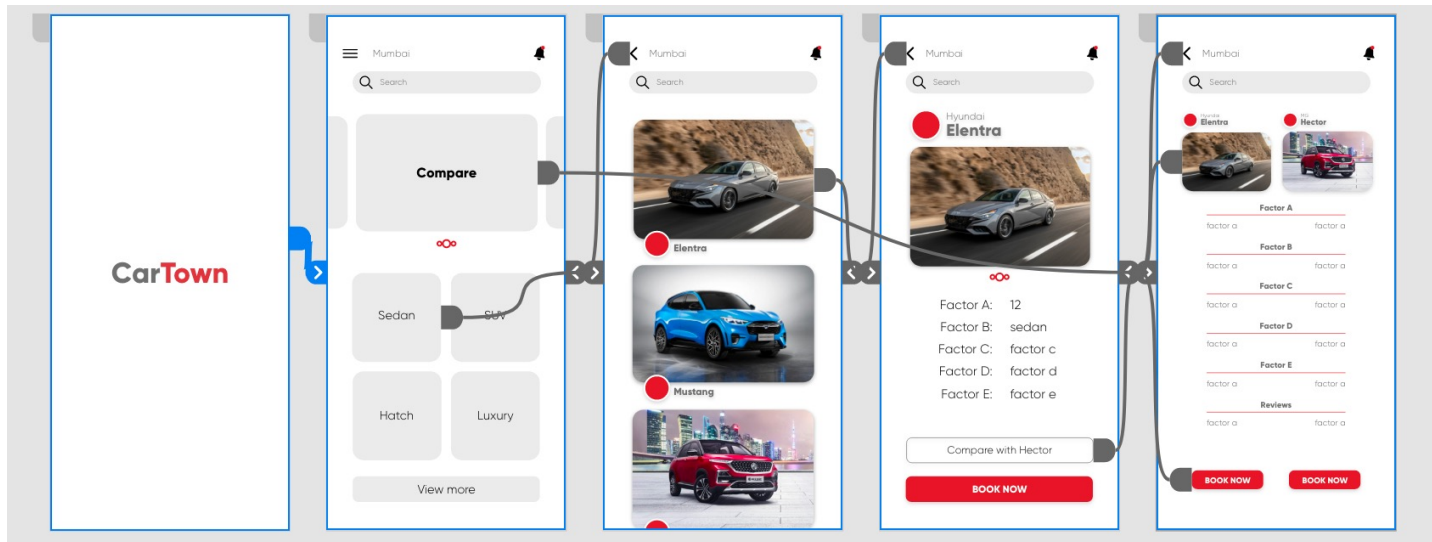 CarTown
Mumbai
Search
Compare
Sedan
SUV
Hatch
Luxury
View more
Mumbai
Search
Elentra
Mustang
Mumbai
Search
Hyundai
Elentra
Factor A: 12
Factor B: sedan
Factor C: factor c
Factor D: factor d
Factor E: factor e
Compare with Hector
BOOK NOW
Mumbai
Search
Hyundai
Elentra
MG
Hector
Factor A
factor a factor a
Factor B
factor a factor a
Factor C
factor a factor a
Factor D
factor a factor a
Factor E
factor a factor a
Reviews
factor a factor a
BOOK NOW BOOK NOW